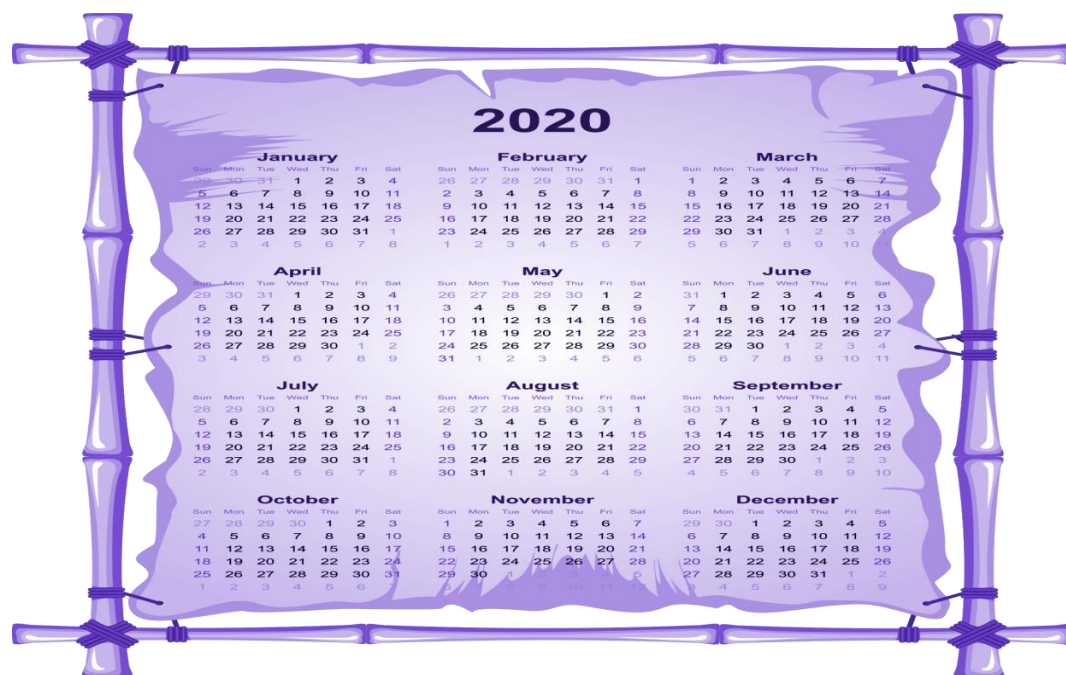 2020
January
Sun Mon Tue Wed Thu Fri Sat
29 30 31 1 2 3 4
5 6 7 8 9 10 11
12 13 14 15 16 17 18
19 20 21 22 23 24 25
26 27 28 29 30 31 1
2 3 4 5 6 7 8
February
Sun Mon Tue Wed Thu Fri Sat
26 27 28 29 30 31 1
2 3 4 5 6 7 8
9 10 11 12 13 14 15
16 17 18 19 20 21 22
23 24 25 26 27 28 29
1 2 3 4 5 6 7
March
Sun Mon Tue Wed Thu Fri Sat
1 2 3 4 5 6 7
8 9 10 11 12 13 14
15 16 17 18 19 20 21
22 23 24 25 26 27 28
29 30 31 1 2 3 4
5 6 7 8 9 10
April
Sun Mon Tue Wed Thu Fri Sat
29 30 31 1 2 3 4
5 6 7 8 9 10 11
12 13 14 15 16 17 18
19 20 21 22 23 24 25
26 27 28 29 30 1 2
3 4 5 6 7 8 9
May
Sun Mon Tue Wed Thu Fri Sat
26 27 28 29 30 1 2
3 4 5 6 7 8 9
10 11 12 13 14 15 16
17 18 19 20 21 22 23
24 25 26 27 28 29 30
31 1 2 3 4 5 6
June
Sun Mon Tue Wed Thu Fri Sat
31 1 2 3 4 5 6
7 8 9 10 11 12 13
14 15 16 17 18 19 20
21 22 23 24 25 26 27
28 29 30 1 2 3 4
5 6 7 8 9 10 11
July
Sun Mon Tue Wed Thu Fri Sat
28 29 30 1 2 3 4
5 6 7 8 9 10 11
12 13 14 15 16 17 18
19 20 21 22 23 24 25
26 27 28 29 30 31 1
2 3 4 5 6 7 8
August
Sun Mon Tue Wed Thu Fri Sat
26 27 28 29 30 31 1
2 3 4 5 6 7 8
9 10 11 12 13 14 15
16 17 18 19 20 21 22
23 24 25 26 27 28 29
30 31 1 2 3 4 5
September
Sun Mon Tue Wed Thu Fri Sat
30 31 1 2 3 4 5
6 7 8 9 10 11 12
13 14 15 16 17 18 19
20 21 22 23 24 25 26
27 28 29 30 1 2 3
4 5 6 7 8 9 10
October
Sun Mon Tue Wed Thu Fri Sat
27 28 29 30 1 2 3
4 5 6 7 8 9 10
11 12 13 14 15 16 17
18 19 20 21 22 23 24
25 26 27 28 29 30 31
1 2 3 4 5 6
November
Sun Mon Tue Wed Thu Fri Sat
1 2 3 4 5 6 7
8 9 10 11 12 13 14
15 16 17 18 19 20 21
22 23 24 25 26 27 28
29 30 1 2 3 4 5
6 8 9 10 11 12
December
Sun Mon Tue Wed Thu Fri Sat
29 30 1 2 3 4 5
6 7 8 9 10 11 12
13 14 15 16 17 18 19
20 21 22 23 24 25 26
27 28 29 30 31 1 2
3 4 5 6 7 8 9